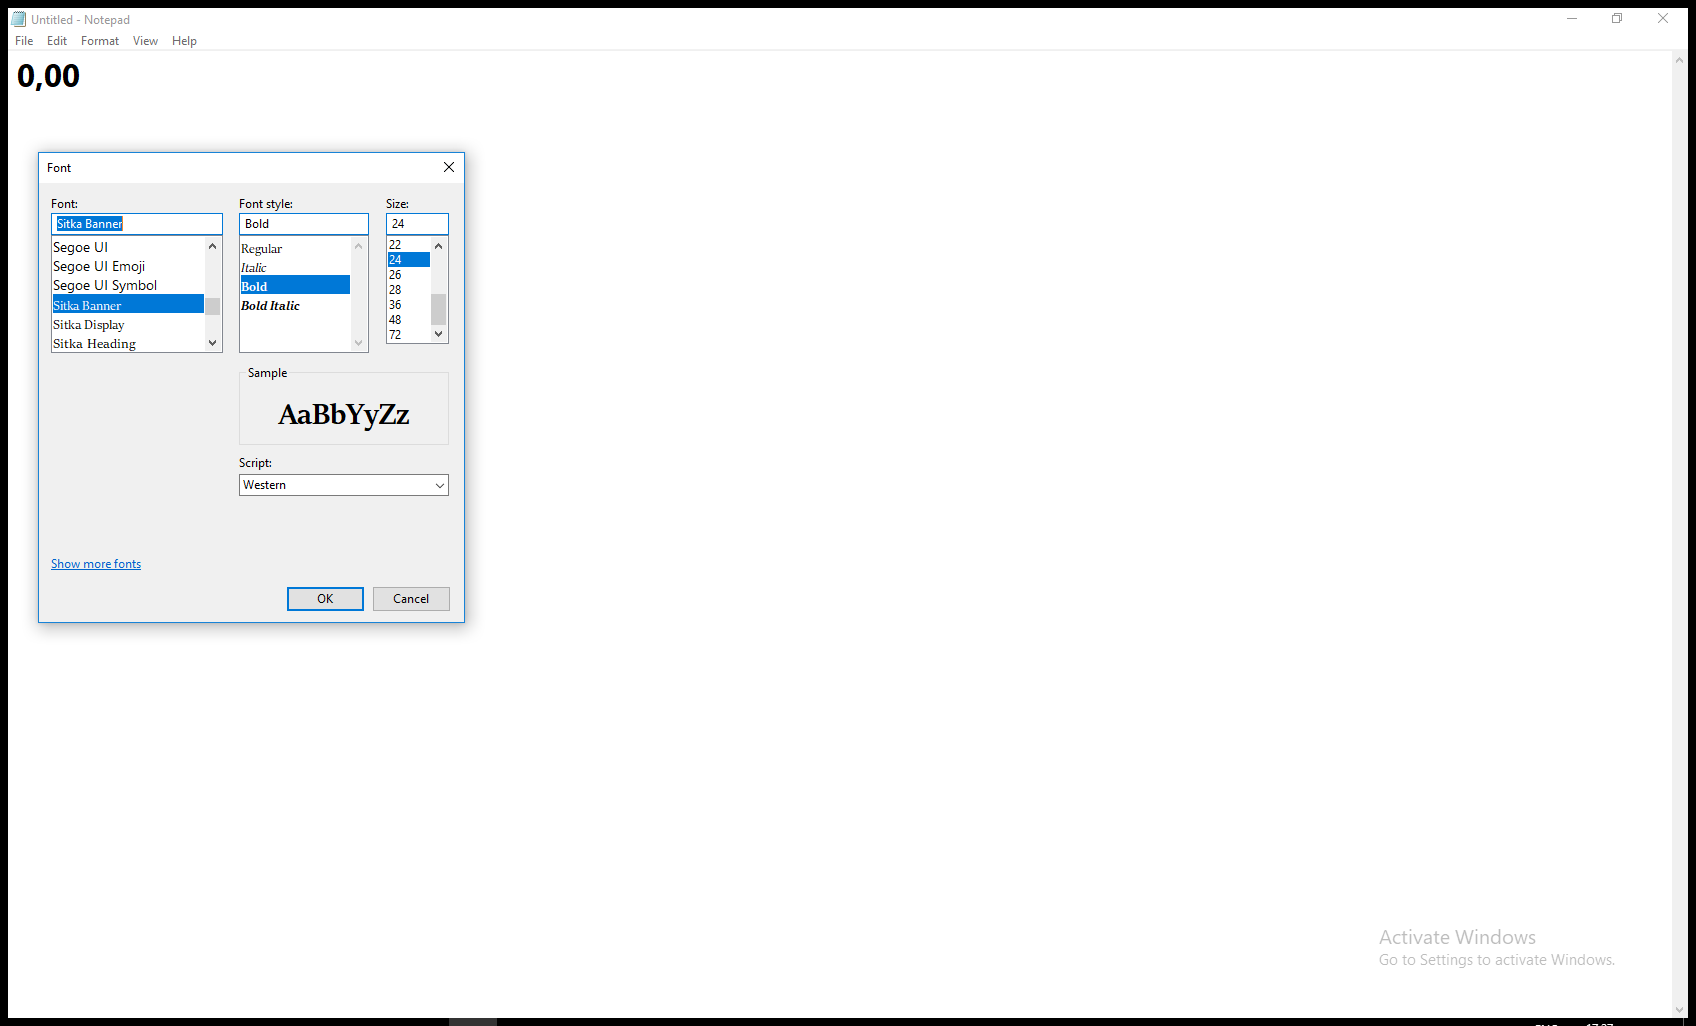 Untitled - Notepad
File Edit Format View Help
0,00
Font
Font:
Sitka Banner
Segoe UI
Segoe UI Emoji
Segoe UI Symbol
Sitka Banner
Sitka Display
Sitka Heading
Font style:
Bold
Regular
Italic
Bold
Bold Italic
Size:
24
22
24
26
28
36
48
72
Sample
AaBbYyZz
Script:
Western
Show more fonts
OK Cancel
Activate Windows
Go to Settings to activate Windows.